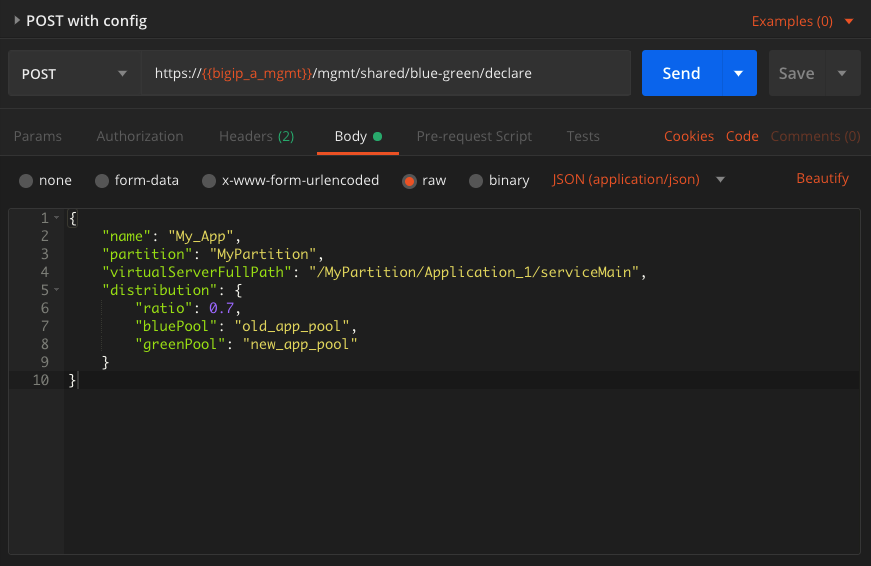 POST with config
Examples (0)
POST
https://{{bigip_a_mgmt}}/mgmt/shared/blue-green/declare
Send
Save
Params
Authorization
Headers (2)
Body
Pre-request Script
Tests
Cookies
Code
Comments (0)
none
form-data
x-www-form-urlencoded
raw
binary
JSON (application/json)
Beautify
1 {
2 "name": "My_App",
3 "partition": "MyPartition",
4 "virtualServerFullPath": "/MyPartition/Application_1/serviceMain",
5 "distribution": {
6 "ratio": 0.7,
7 "bluePool": "old_app_pool",
8 "greenPool": "new_app_pool"
9 }
10 }